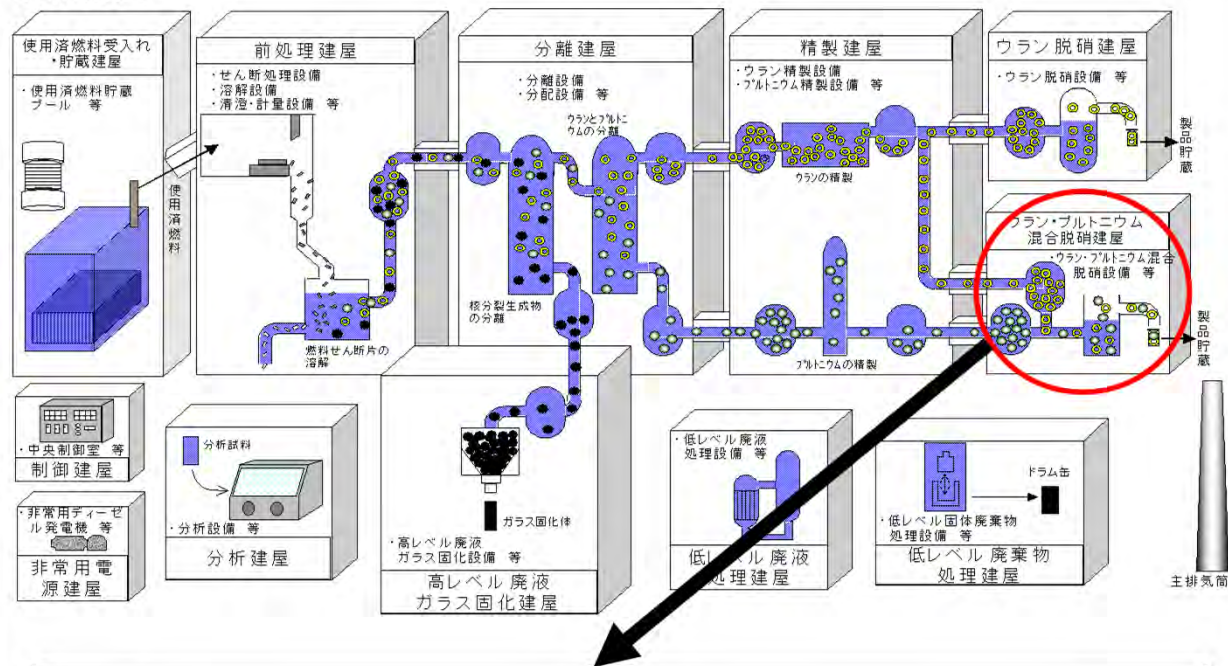 使用済燃料受入れ
・貯蔵建屋
・使用済燃料貯蔵
プール 等
使用済燃料
前処理建屋
・せん断処理設備
・溶解設備
・清澄・計量設備 等
燃料せん断片の
溶解
分離建屋
・分離設備
・分配設備 等
ウランとプルトニ
ウムの分離
核分裂生成物
の分離
精製建屋
・ウラン精製設備
・プルトニウム精製設備 等
ウランの精製
プルトニウムの精製
ウラン脱硝建屋
・ウラン脱硝設備 等
製品貯蔵
ウラン・プルトニウム
混合脱硝建屋
・ウラン・プルトニウム混合
脱硝設備 等
製品貯蔵
・中央制御室 等
制御建屋
・非常用ディーゼ
ル発電機 等
非常用電
源建屋
分析試料
・分析設備 等
分析建屋
ガラス固化体
・高レベル廃液
ガラス固化設備 等
高レベル廃液
ガラス固化建屋
・低レベル廃液
処理設備 等
低レベル廃液
処理建屋
ドラム缶
・低レベル固体廃棄物
処理設備 等
低レベル廃棄物
処理建屋
主排気筒